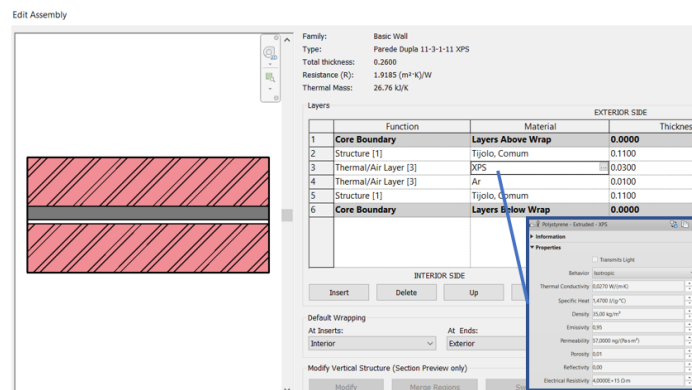 Edit Assembly
Family: Basic Wall
Type: Parede Dupla 11-3-1-11 XPS
Total thickness: 0.2600
Resistance (R): 1.9185 (m²·K)/W
Thermal Mass: 26.76 kJ/K
Layers
EXTERIOR SIDE
Function Material Thicknes
1 Core Boundary Layers Above Wrap 0.0000
2 Structure [1] Tijolo, Comum 0.1100
3 Thermal/Air Layer [3] XPS 0.0300
4 Thermal/Air Layer [3] Ar 0.0100
5 Structure [1] Tijolo, Comum 0.1100
6 Core Boundary Layers Below Wrap 0.0000
INTERIOR SIDE
Insert Delete Up
Default Wrapping
At Inserts: At Ends:
Interior Exterior
Modify Vertical Structure (Section Preview only)
Modify Merge Regions Sw
Polystyrene - Extruded - XPS
Information
Properties
Transmits Light
Behavior Isotropic
Thermal Conductivity 0,0270 W/(m·K)
Specific Heat 1,4700 J/(g·°C)
Density 35,00 kg/m³
Emissivity 0,95
Permeability 57,0000 ng/(Pa·s·m²)
Porosity 0,01
Reflectivity 0,00
Electrical Resistivity 4,0000E+15 Ω·m